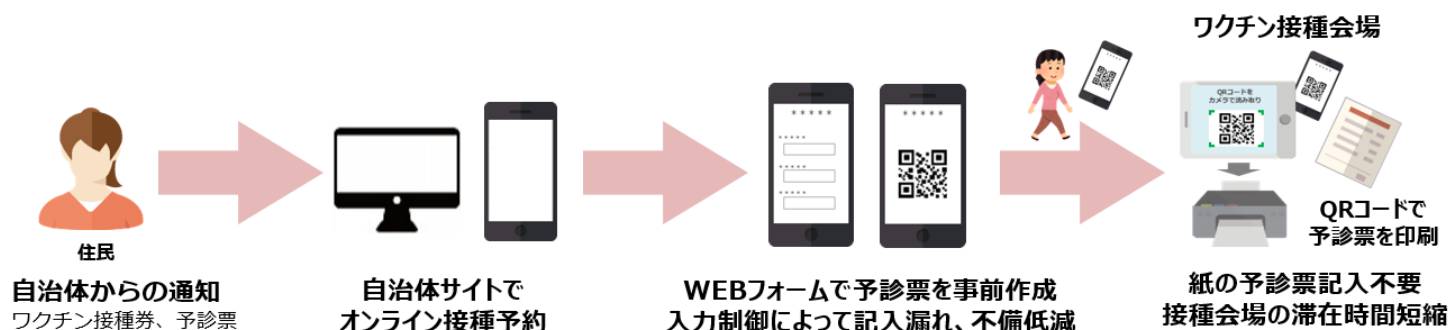 住民
自治体からの通知
ワクチン接種券、予診票
自治体サイトで
オンライン接種予約
*****
*****
*****
*****
*****
WEBフォームで予診票を事前作成
入力制御によって記入漏れ、不備低減
ワクチン接種会場
QRコードを
カメラで読み取り
QRコードで
予診票を印刷
紙の予診票記入不要
接種会場の滞在時間短縮